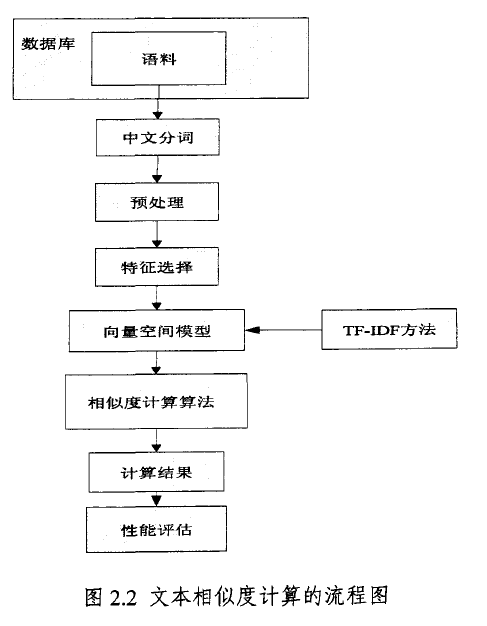 数据库
语料
中文分词
预处理
特征选择
向量空间模型
TF-IDF方法
相似度计算算法
计算结果
性能评估
图 2.2 文本相似度计算的流程图